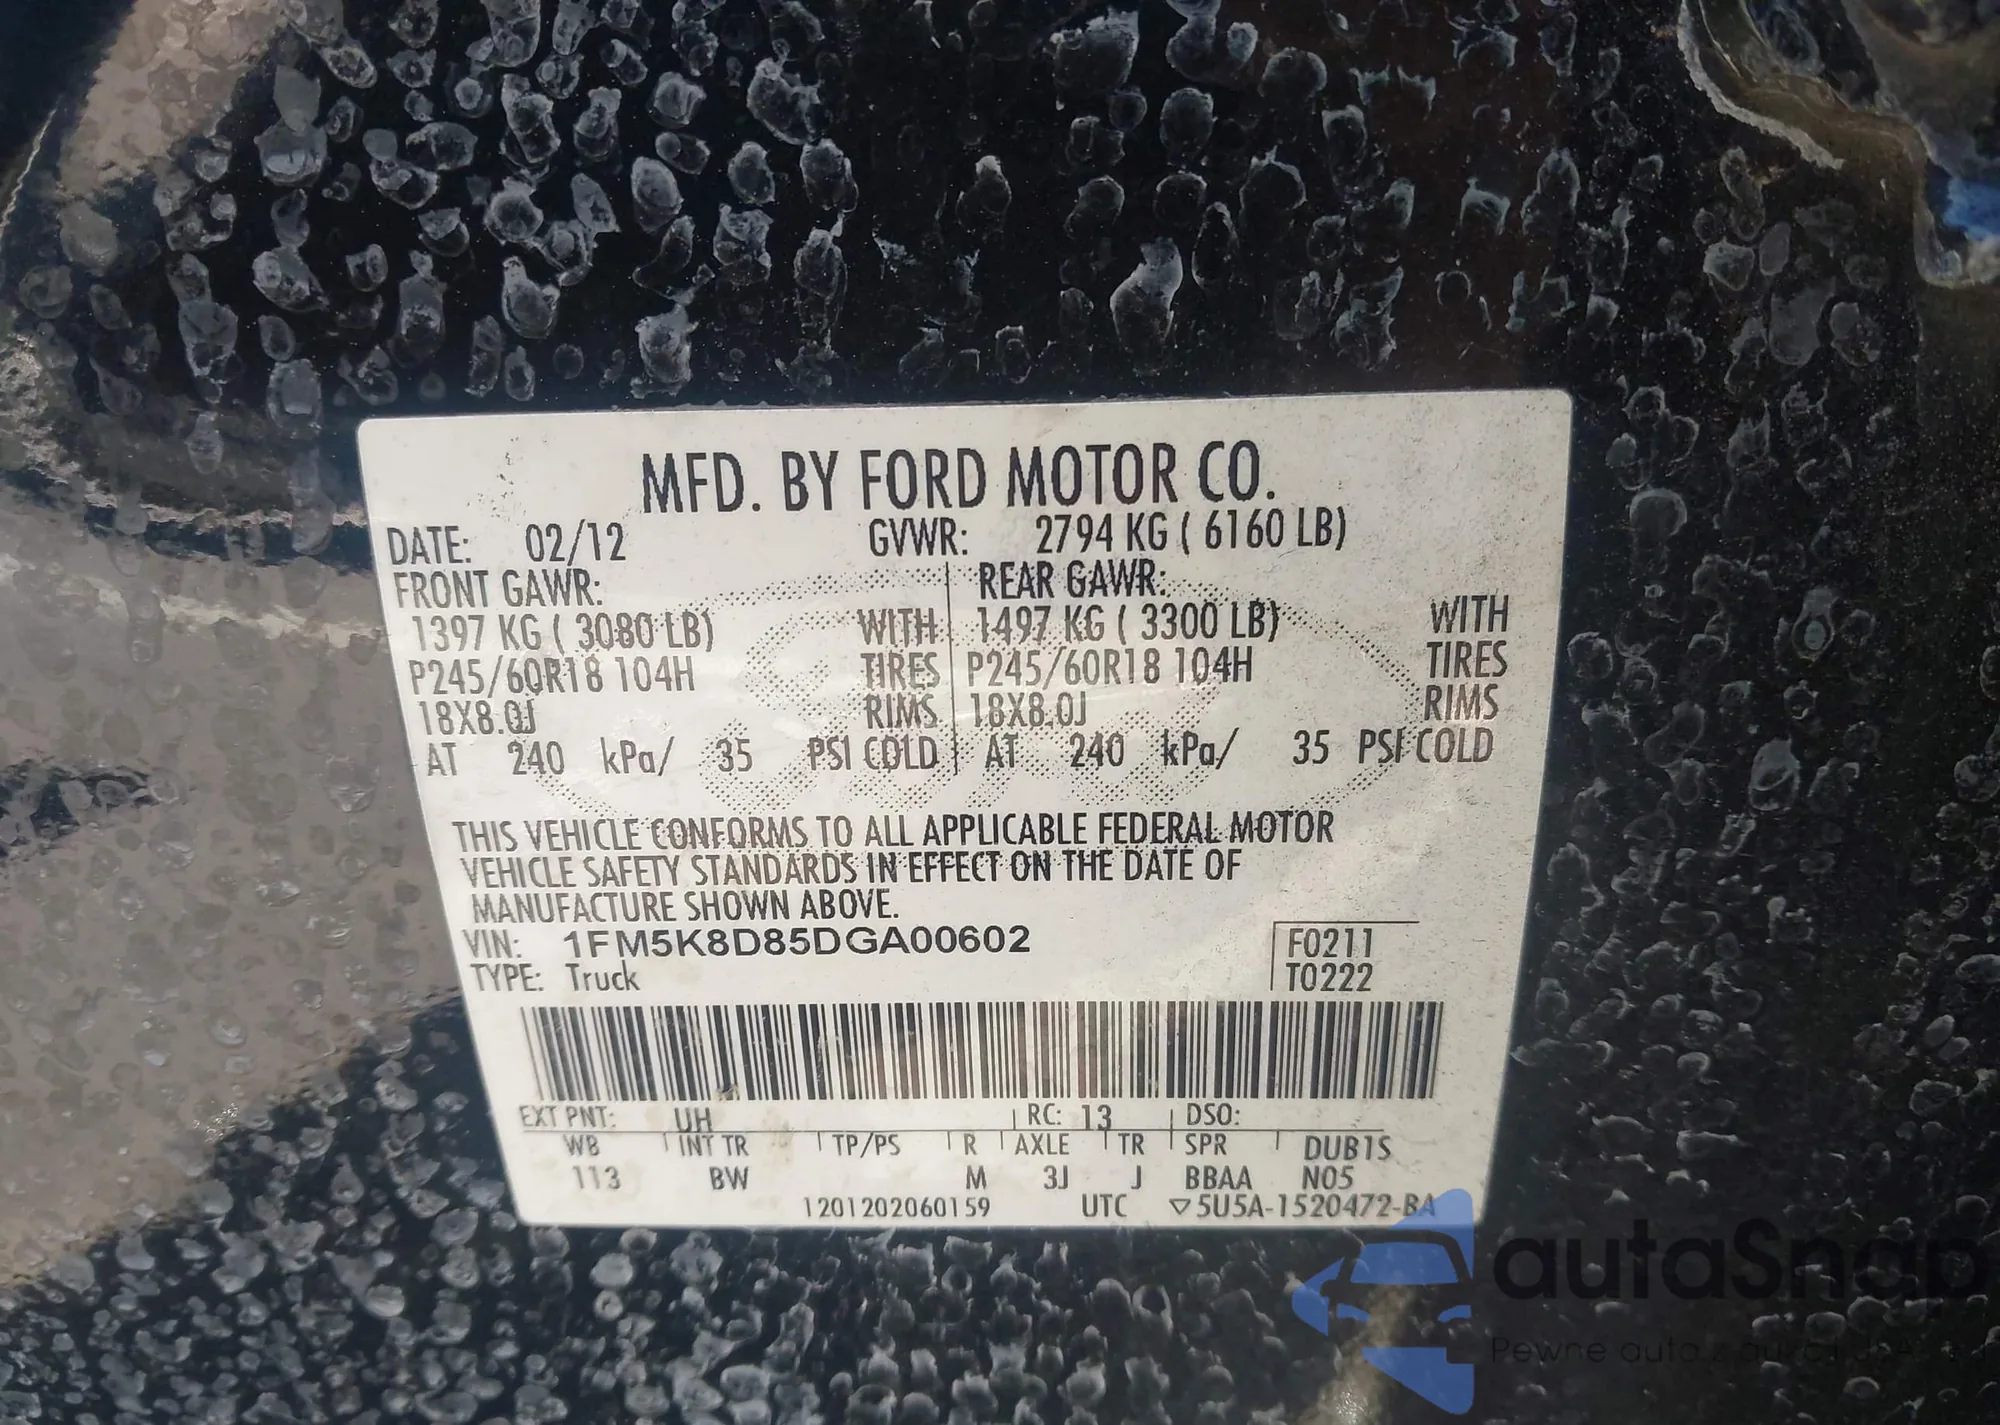 MFD. BY FORD MOTOR CO.
DATE: 02/12 GVWR: 2794 KG ( 6160 LB)
FRONT GAWR: REAR GAWR:
1397 KG ( 3080 LB) WITH 1497 KG ( 3300 LB) WITH
P245/60R18 104H TIRES P245/60R18 104H TIRES
18X8.0J RIMS 18X8.0J RIMS
AT 240 kPa/ 35 PSI COLD AT 240 kPa/ 35 PSI COLD
THIS VEHICLE CONFORMS TO ALL APPLICABLE FEDERAL MOTOR
VEHICLE SAFETY STANDARDS IN EFFECT ON THE DATE OF
MANUFACTURE SHOWN ABOVE.
VIN: 1FM5K8D85DGA00602 F0211
TYPE: Truck T0222
EXT PNT: UH RC: 13 DSO:
WB INT TR TP/PS R AXLE TR SPR DUB1S
113 BW M 3J J BBAA N05
1201202060159 UTC ▽5U5A-1520472-BA
autaSnap
Pewne auto z